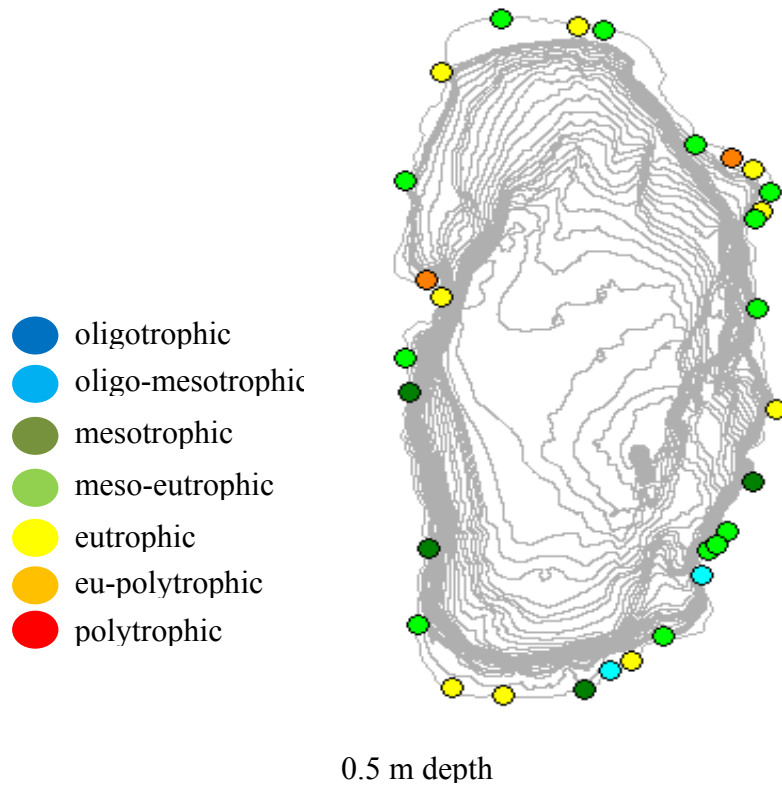 oligotrophic
oligo-mesotrophic
mesotrophic
meso-eutrophic
eutrophic
eu-polytrophic
polytrophic
0.5 m depth